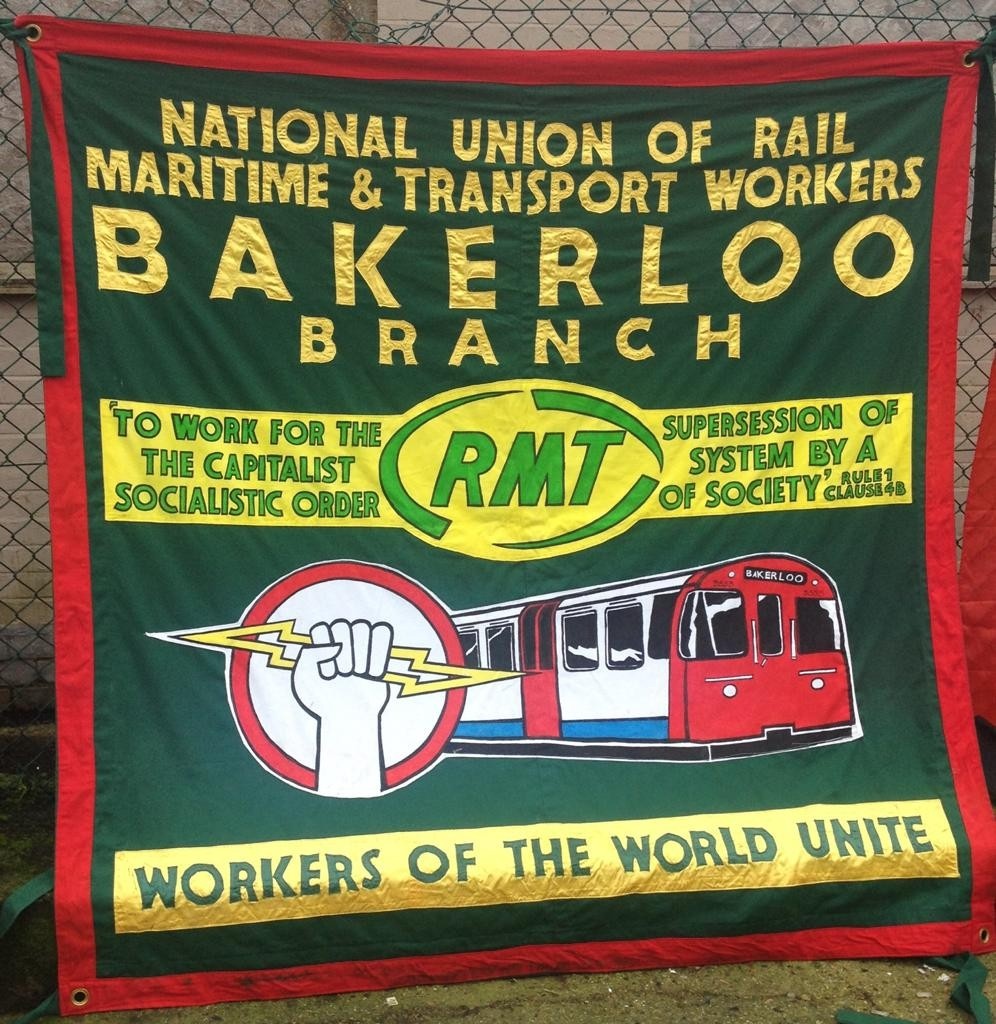 NATIONAL UNION OF RAIL
MARITIME & TRANSPORT WORKERS
BAKERLOO
BRANCH
'TO WORK FOR THE SUPERSESSION OF
THE CAPITALIST SYSTEM BY A
SOCIALISTIC ORDER OF SOCIETY' RULE 1
CLAUSE 4B
RMT
BAKERLOO
WORKERS OF THE WORLD UNITE